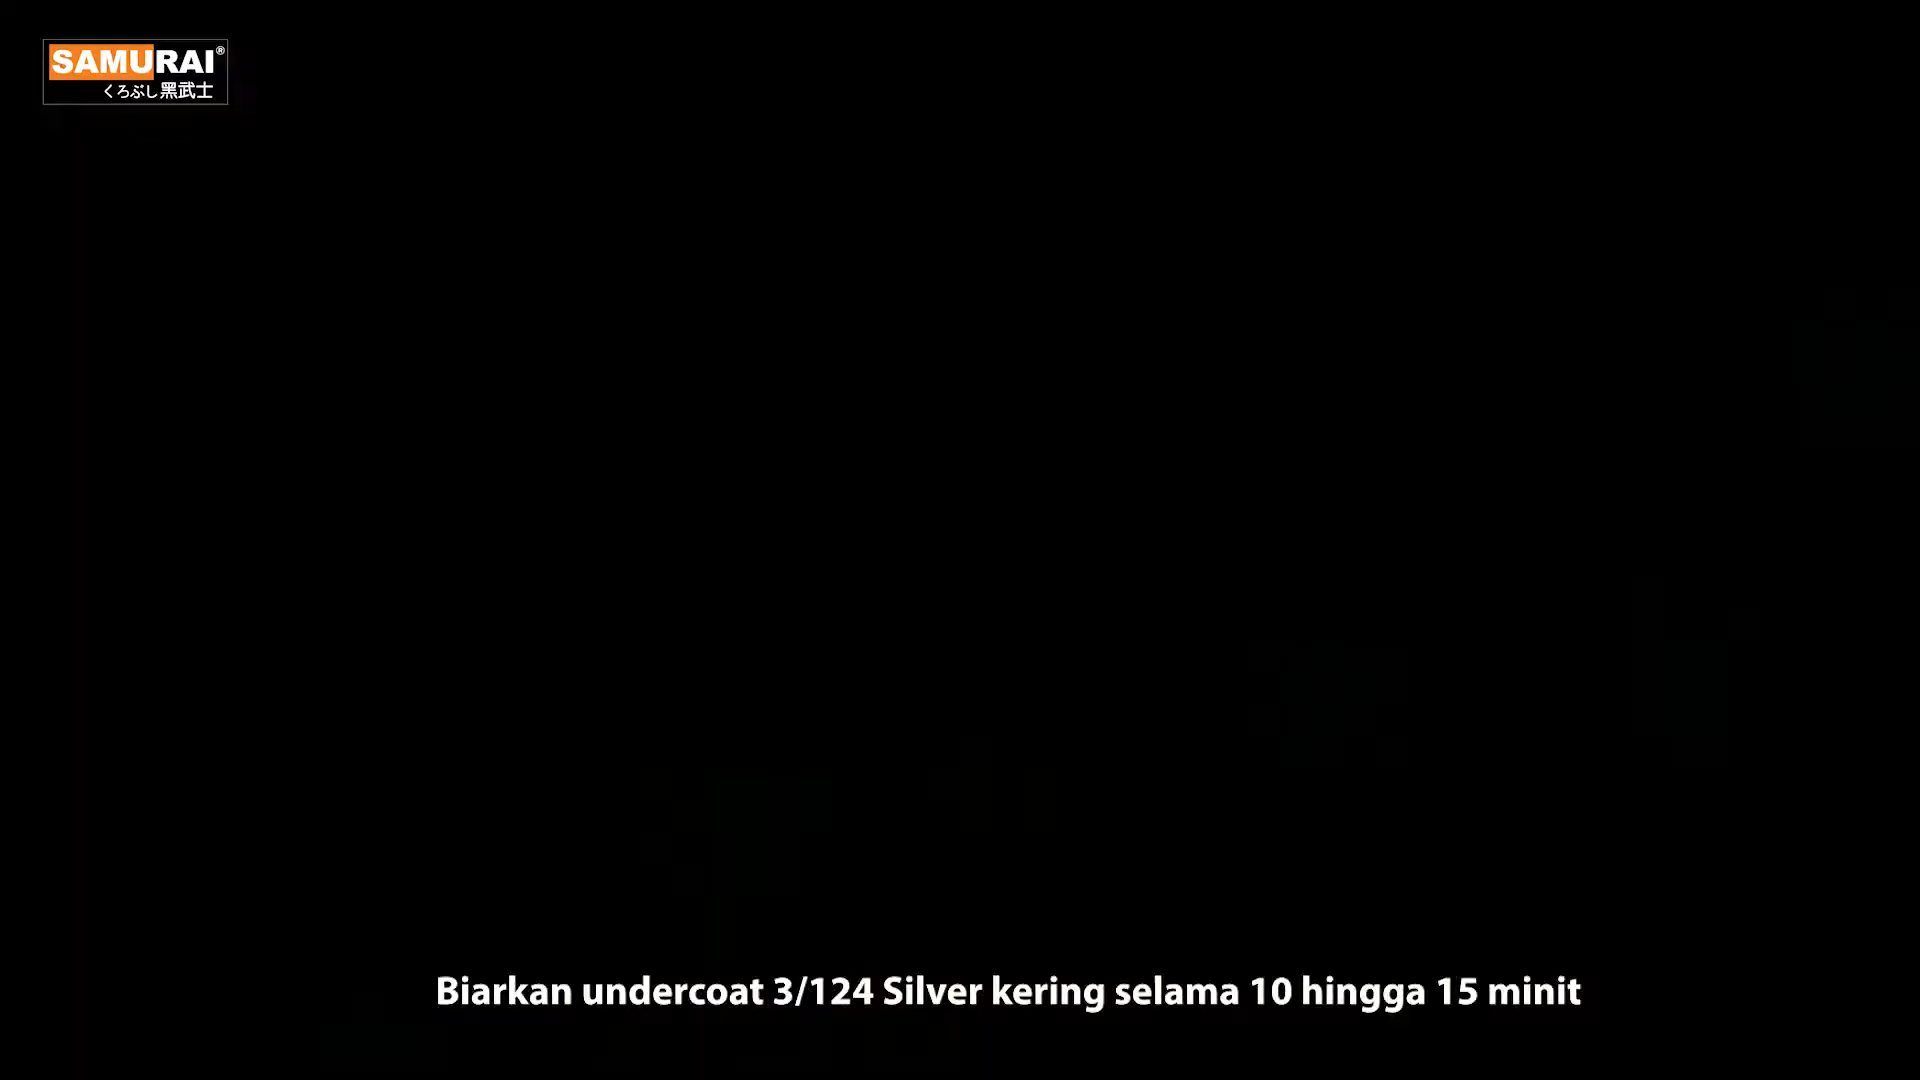 SAMURAI®
くろぶし黑武士
Biarkan undercoat 3/124 Silver kering selama 10 hingga 15 minit